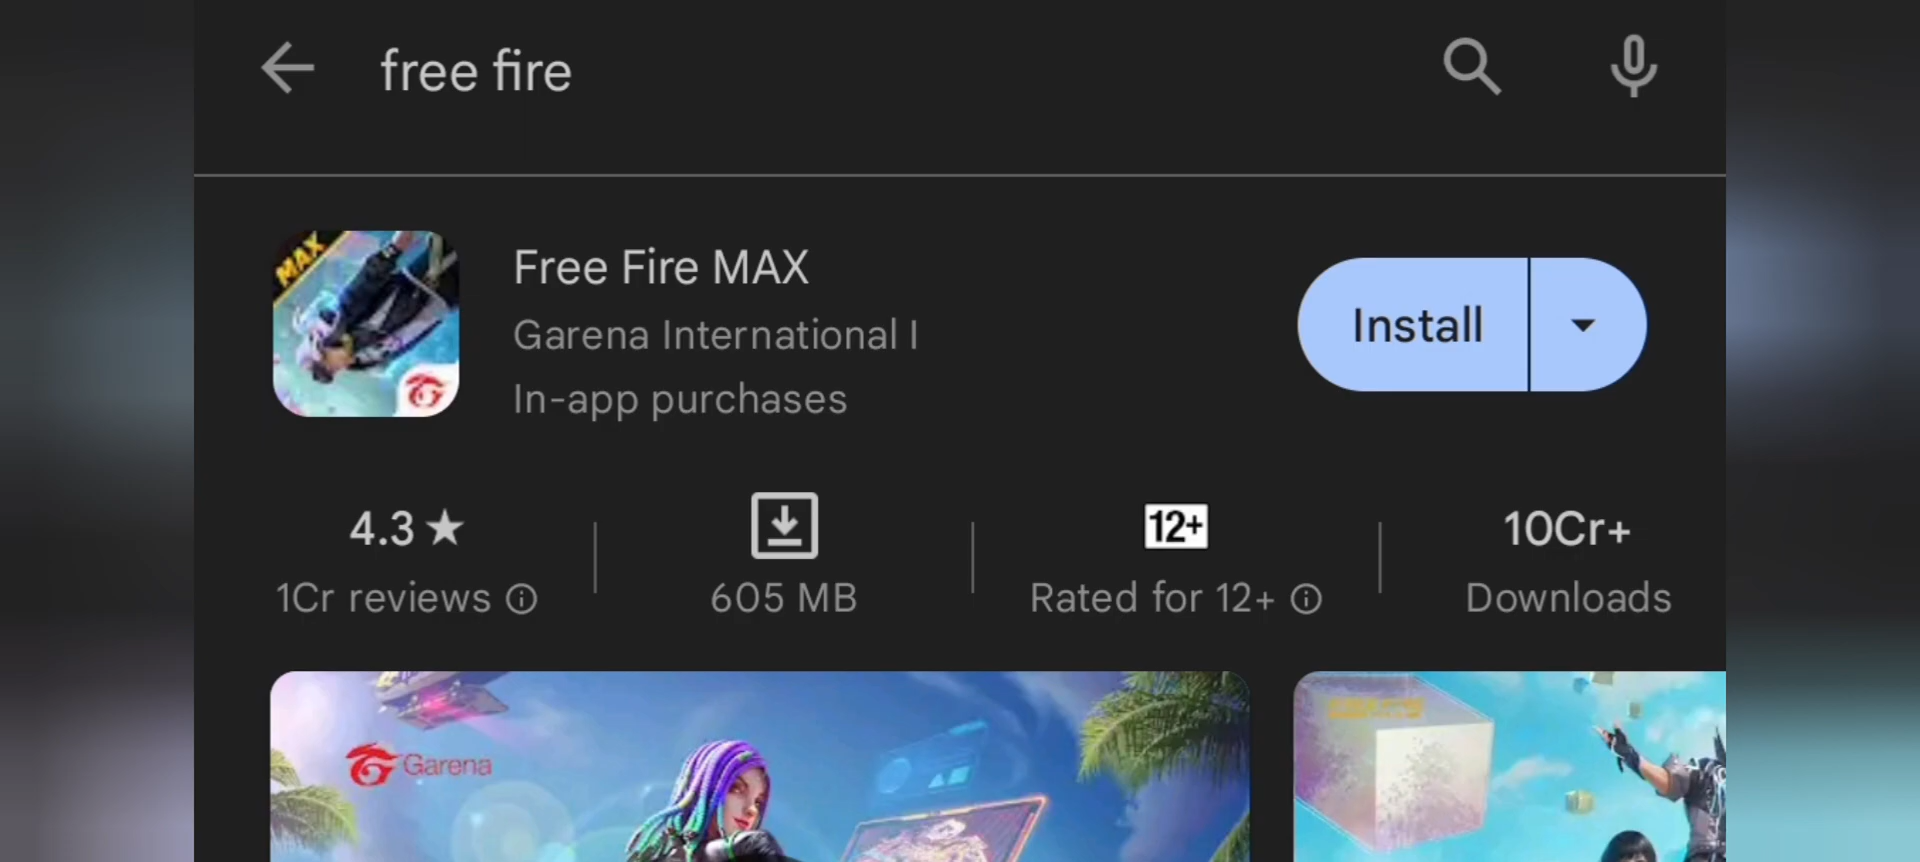 free fire
MAX
Free Fire MAX
Garena International I
In-app purchases
Install
4.3 ★
1Cr reviews
605 MB
12+
Rated for 12+
10Cr+
Downloads
Garena